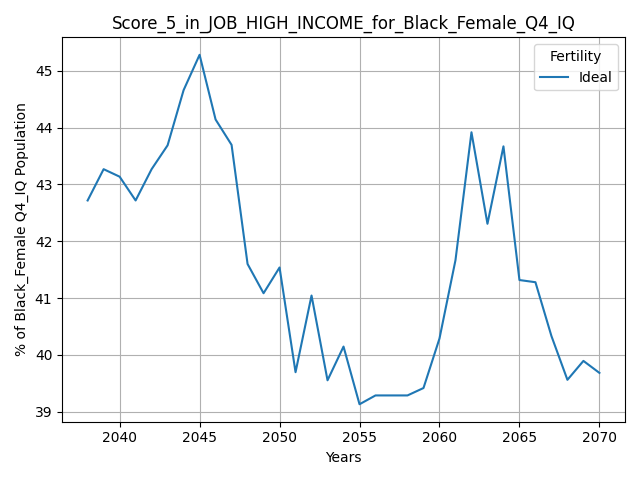 Score_5_in_JOB_HIGH_INCOME_for_Black_Female_Q4_IQ
Fertility
Ideal
% of Black_Female Q4_IQ Population
45
44
43
42
41
40
39
2040 2045 2050 2055 2060 2065 2070
Years